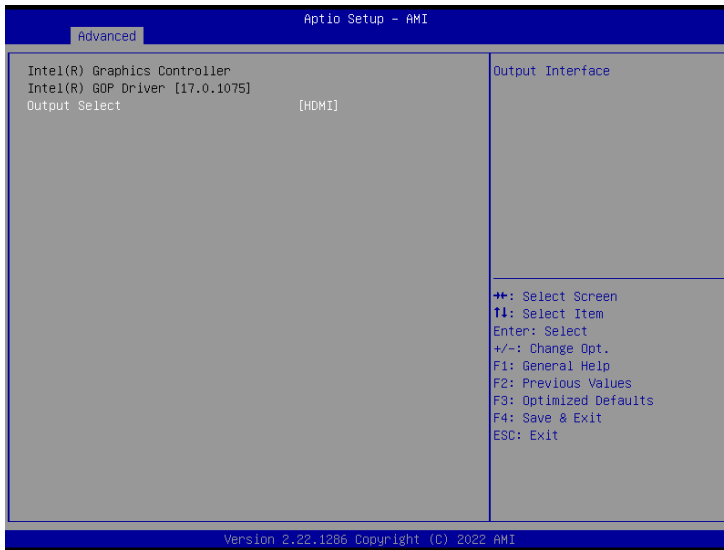 Aptio Setup – AMI
Advanced
Intel(R) Graphics Controller
Intel(R) GOP Driver [17.0.1075]
Output Select [HDMI]
Output Interface
→←: Select Screen
↑↓: Select Item
Enter: Select
+/-: Change Opt.
F1: General Help
F2: Previous Values
F3: Optimized Defaults
F4: Save & Exit
ESC: Exit
Version 2.22.1286 Copyright (C) 2022 AMI